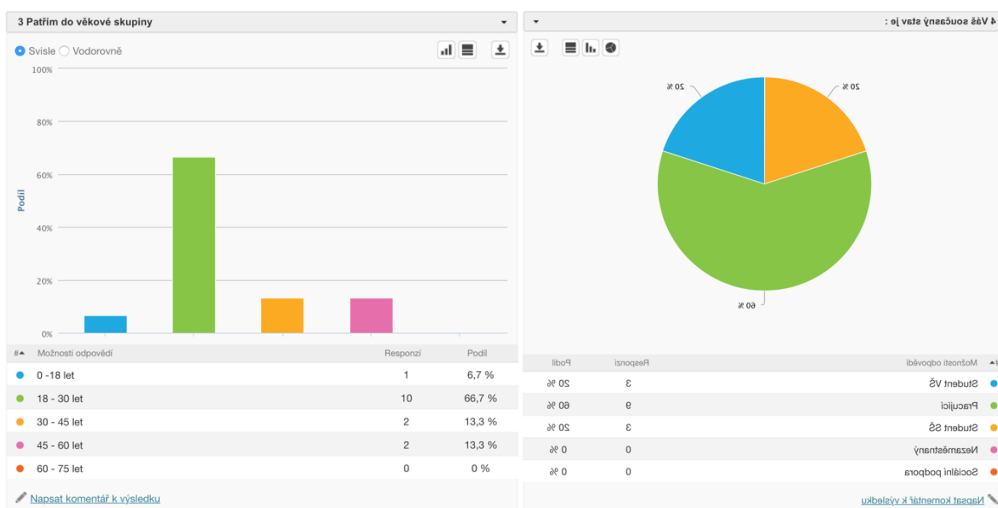 3 Patřím do věkové skupiny
Svisle Vodorovně
100%
80%
60%
40%
20%
0%
Podíl
# Možnosti odpovědí Responzí Podíl
0 -18 let 1 6,7 %
18 - 30 let 10 66,7 %
30 - 45 let 2 13,3 %
45 - 60 let 2 13,3 %
60 - 75 let 0 0 %
Napsat komentář k výsledku
4 Váš současný stav je :
20 %
20 %
60 %
# Možnosti odpovědí Responzí Podíl
Student VŠ 3 20 %
Pracující 9 60 %
Student SŠ 3 20 %
Nezaměstnaný 0 0 %
Sociální podpora 0 0 %
Napsat komentář k výsledku